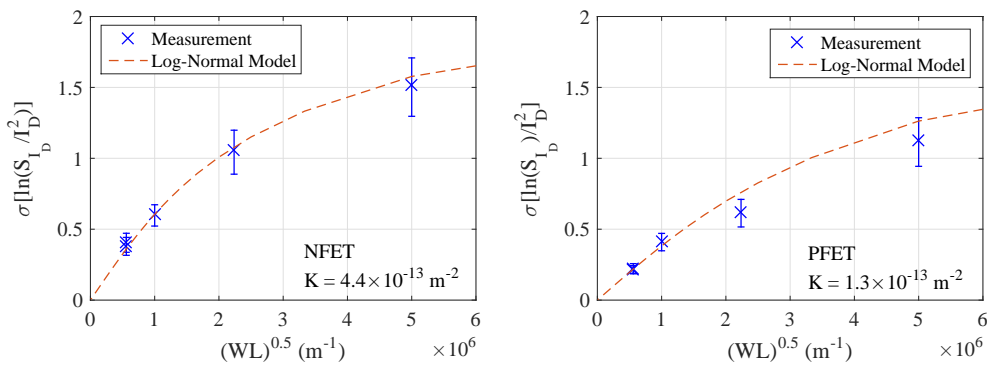 2
1.5
1
0.5
0
0 1 2 3 4 5 6
σ[ln(S_{I_D}/I_D^2)]
(WL)^{0.5} (m^{-1})
×10^6
Measurement
Log-Normal Model
NFET
K = 4.4×10^{-13} m^{-2}
2
1.5
1
0.5
0
0 1 2 3 4 5 6
σ[ln(S_{I_D})/I_D^2]
(WL)^{0.5} (m^{-1})
×10^6
Measurement
Log-Normal Model
PFET
K = 1.3×10^{-13} m^{-2}